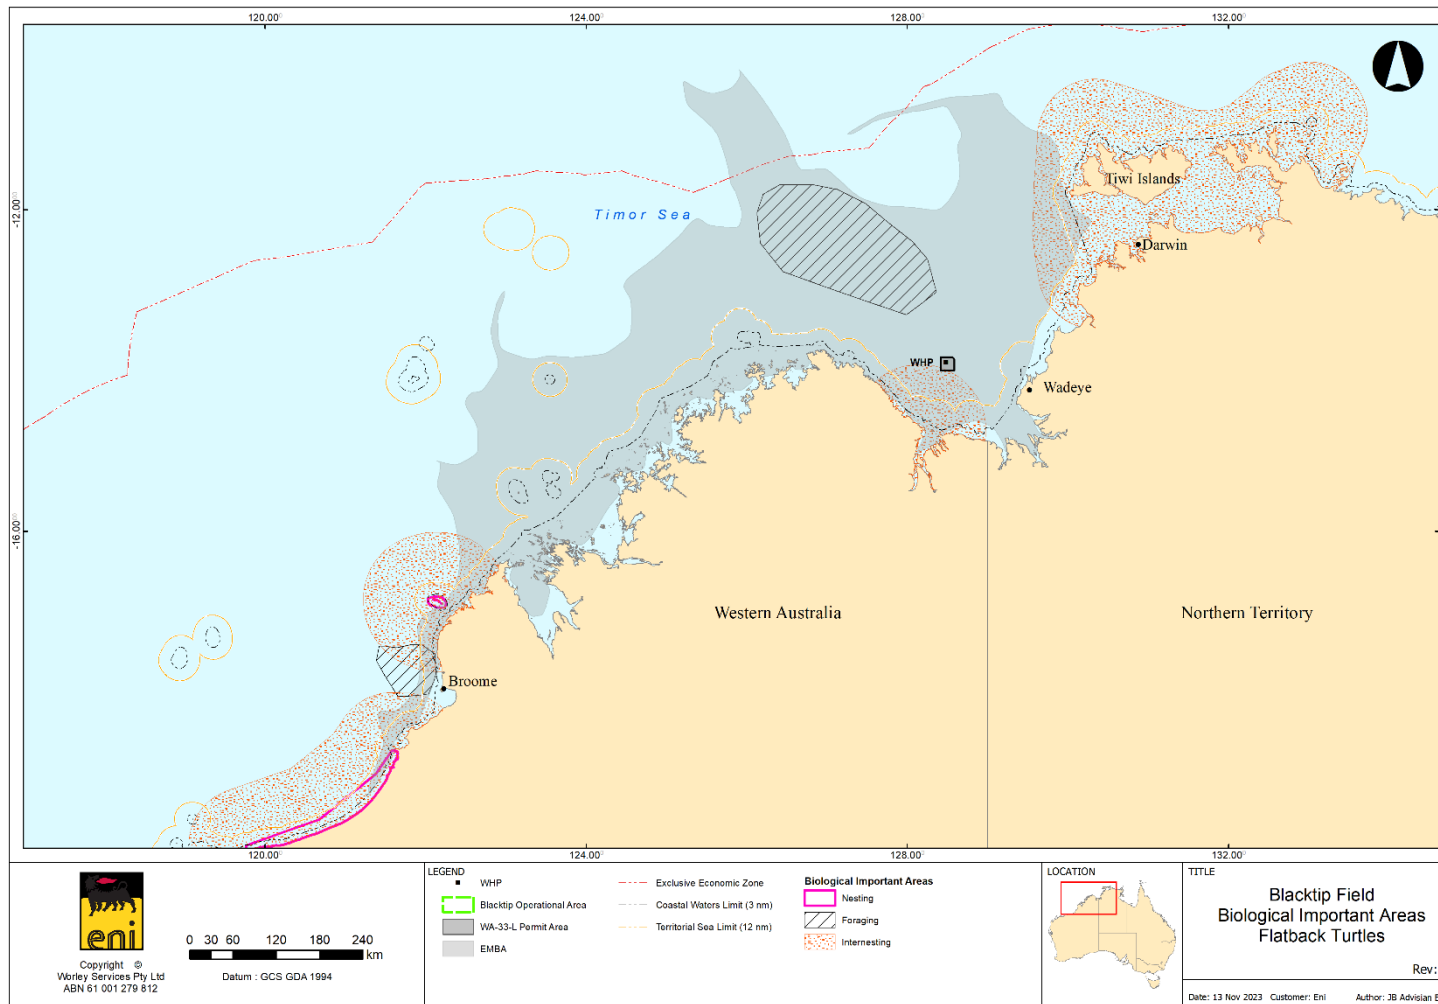 120.00°
124.00°
128.00°
132.00°
-12.00°
-16.00°
Timor Sea
Tiwi Islands
Darwin
WHP
Wadeye
Western Australia
Northern Territory
Broome
120.00°
124.00°
128.00°
132.00°
eni
Copyright ©
Worley Services Pty Ltd
ABN 61 001 279 812
0 30 60 120 180 240
km
Datum : GCS GDA 1994
LEGEND
WHP
Blacktip Operational Area
WA-33-L Permit Area
EMBA
Exclusive Economic Zone
Coastal Waters Limit (3 nm)
Territorial Sea Limit (12 nm)
Biological Important Areas
Nesting
Foraging
Internesting
LOCATION
TITLE
Blacktip Field
Biological Important Areas
Flatback Turtles
Rev:
Date: 13 Nov 2023 Customer: Eni Author: JB Advisian